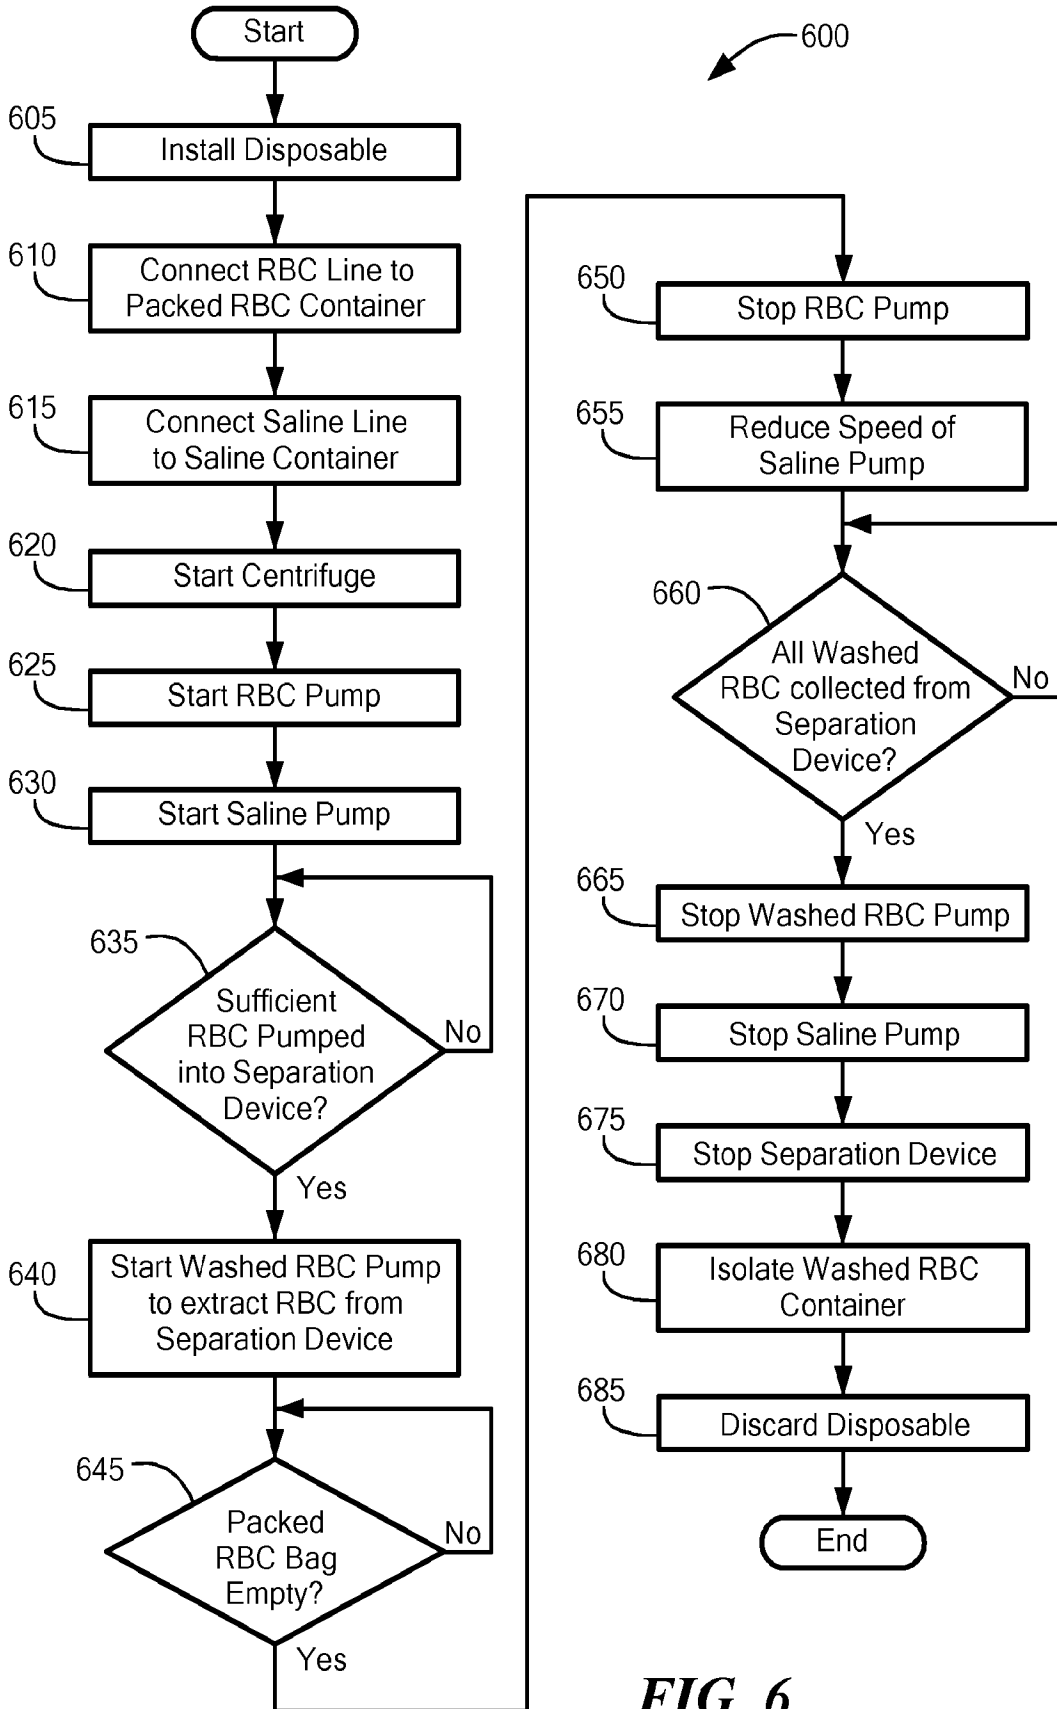 Start
600
605
Install Disposable
610
Connect RBC Line to
Packed RBC Container
615
Connect Saline Line
to Saline Container
620
Start Centrifuge
625
Start RBC Pump
630
Start Saline Pump
635
Sufficient
RBC Pumped
into Separation
Device?
No
Yes
640
Start Washed RBC Pump
to extract RBC from
Separation Device
645
Packed
RBC Bag
Empty?
No
Yes
650
Stop RBC Pump
655
Reduce Speed of
Saline Pump
660
All Washed
RBC collected from
Separation
Device?
No
Yes
665
Stop Washed RBC Pump
670
Stop Saline Pump
675
Stop Separation Device
680
Isolate Washed RBC
Container
685
Discard Disposable
End
FIG. 6